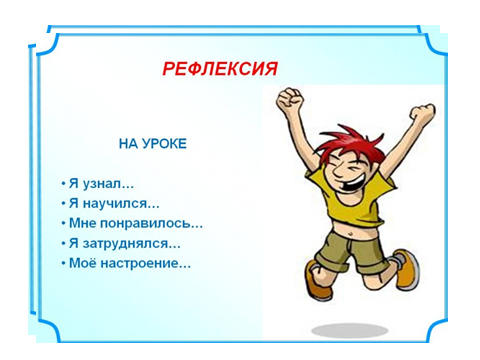 РЕФЛЕКСИЯ
НА УРОКЕ
• Я узнал…
• Я научился…
• Мне понравилось…
• Я затруднялся…
• Моё настроение…